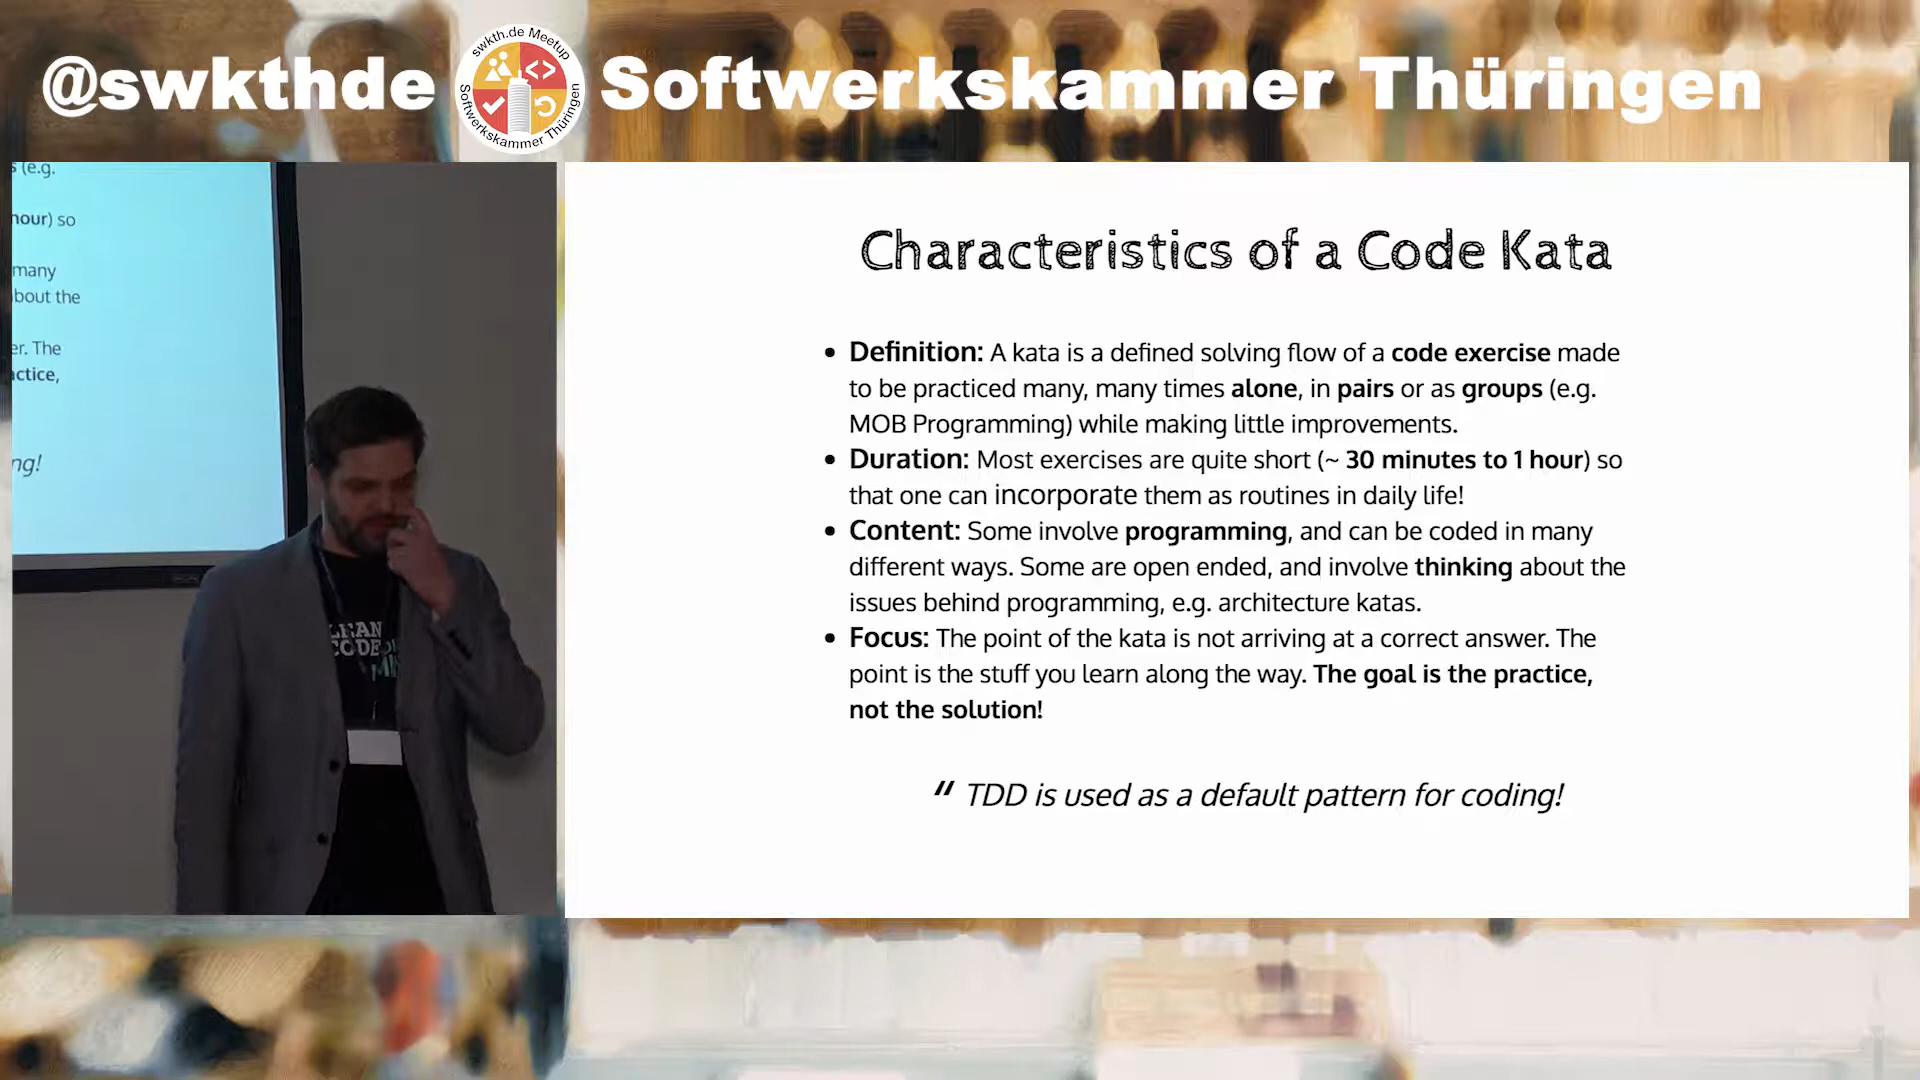 @swkthde
swkth.de Meetup
Softwerkskammer Thüringen
Softwerkskammer Thüringen
(e.g.
hour) so
many
bout the
er. The
actice,
ng!
CODE
Characteristics of a Code Kata
• Definition: A kata is a defined solving flow of a code exercise made
to be practiced many, many times alone, in pairs or as groups (e.g.
MOB Programming) while making little improvements.
• Duration: Most exercises are quite short (~ 30 minutes to 1 hour) so
that one can incorporate them as routines in daily life!
• Content: Some involve programming, and can be coded in many
different ways. Some are open ended, and involve thinking about the
issues behind programming, e.g. architecture katas.
• Focus: The point of the kata is not arriving at a correct answer. The
point is the stuff you learn along the way. The goal is the practice,
not the solution!
“ TDD is used as a default pattern for coding!